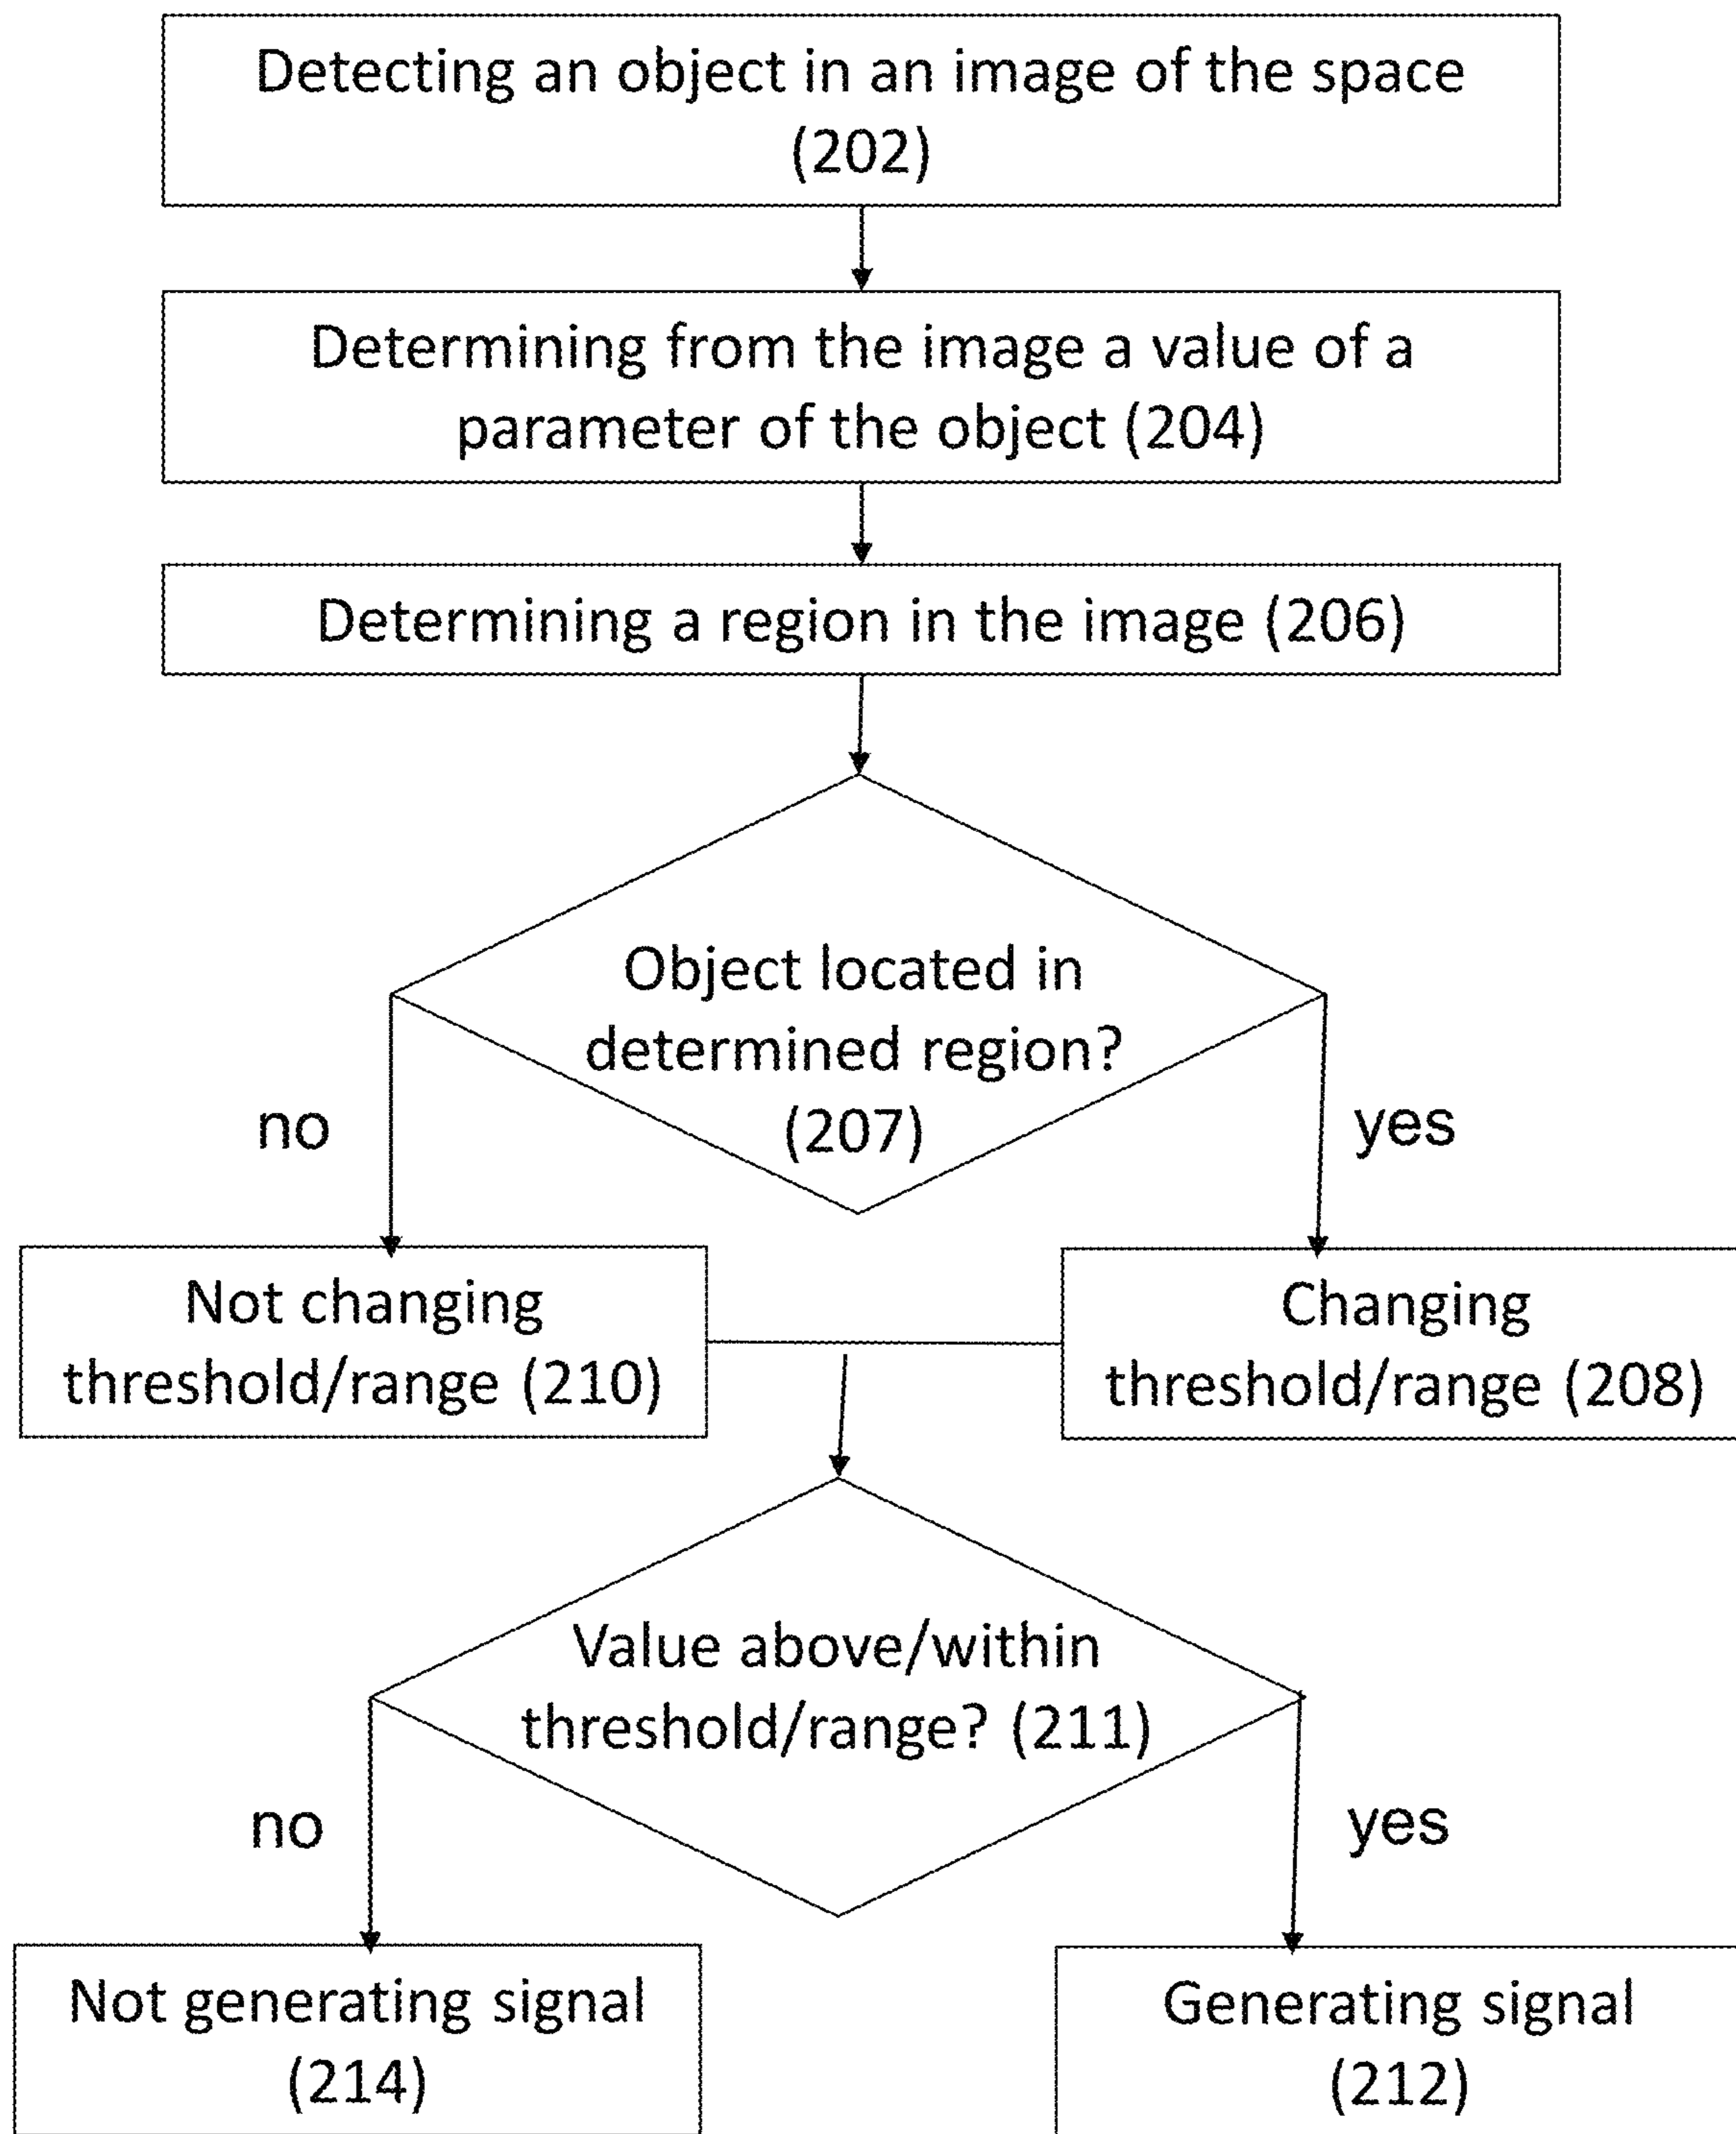 Detecting an object in an image of the space
(202)
Determining from the image a value of a
parameter of the object (204)
Determining a region in the image (206)
Object located in
determined region?
(207)
no
yes
Not changing
threshold/range (210)
Changing
threshold/range (208)
Value above/within
threshold/range? (211)
no
yes
Not generating signal
(214)
Generating signal
(212)